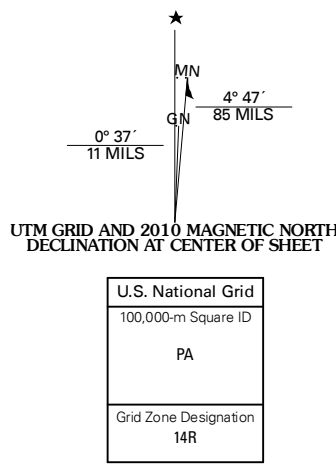 MN
4° 47´
85 MILS
GN
0° 37´
11 MILS
UTM GRID AND 2010 MAGNETIC NORTH
DECLINATION AT CENTER OF SHEET
U.S. National Grid
100,000-m Square ID
PA
Grid Zone Designation
14R